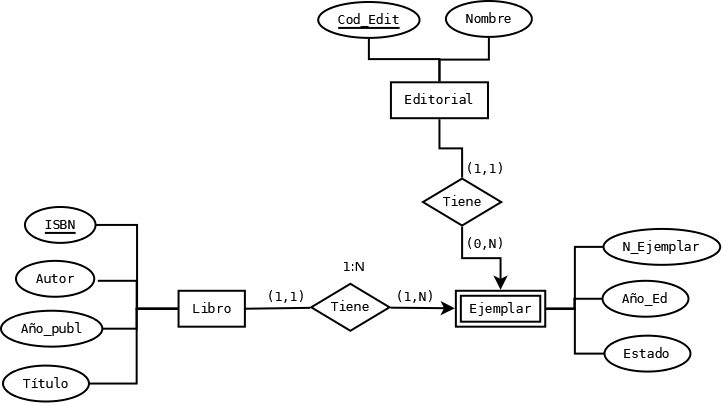 Cod_Edit
Nombre
Editorial
(1,1)
Tiene
(0,N)
ISBN
Autor
Año_publ
Título
Libro
(1,1)
1:N
Tiene
(1,N)
Ejemplar
N_Ejemplar
Año_Ed
Estado